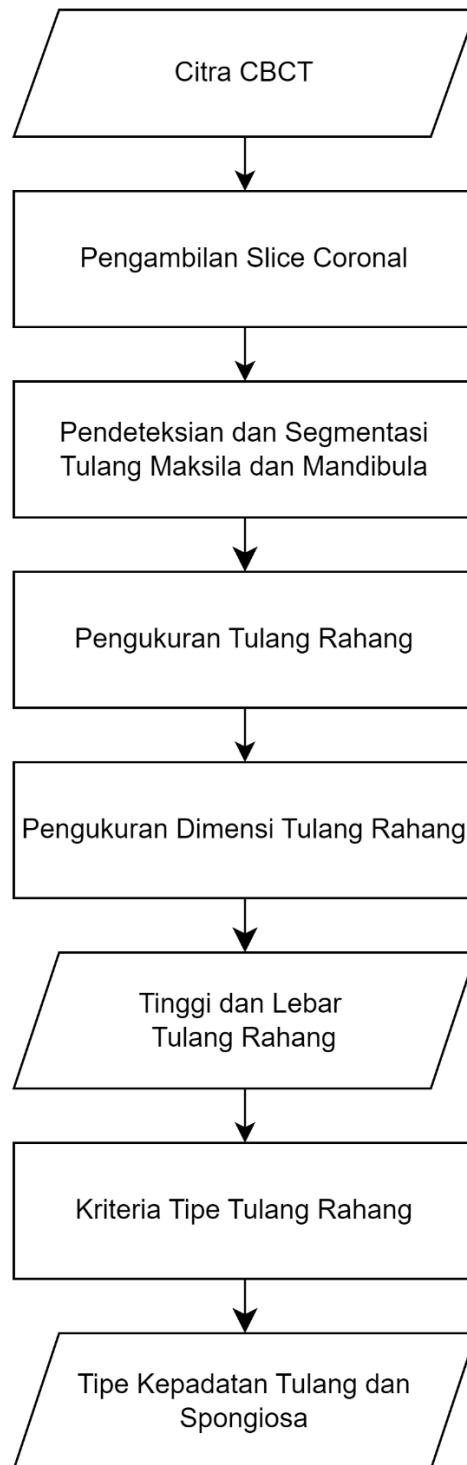 Citra CBCT
Pengambilan Slice Coronal
Pendeteksian dan Segmentasi
Tulang Maksila dan Mandibula
Pengukuran Tulang Rahang
Pengukuran Dimensi Tulang Rahang
Tinggi dan Lebar
Tulang Rahang
Kriteria Tipe Tulang Rahang
Tipe Kepadatan Tulang dan
Spongiosa